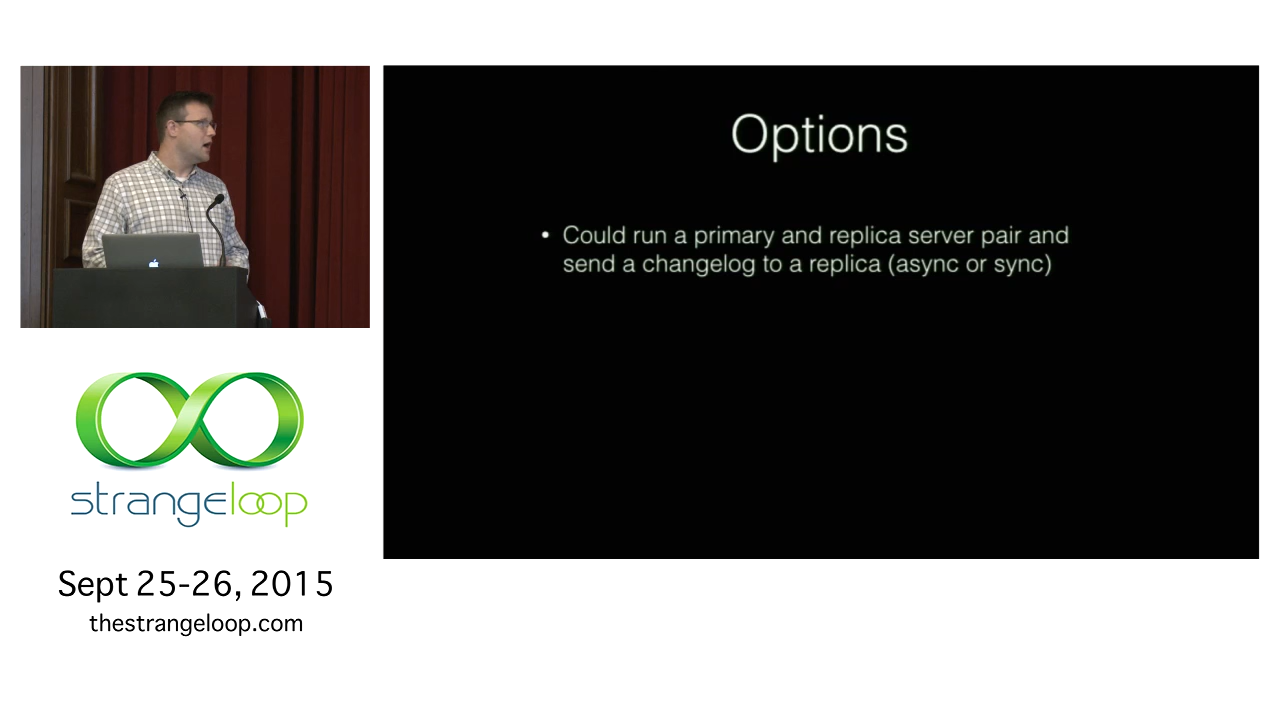 Options
• Could run a primary and replica server pair and
send a changelog to a replica (async or sync)
strangeloop
Sept 25-26, 2015
thestrangeloop.com